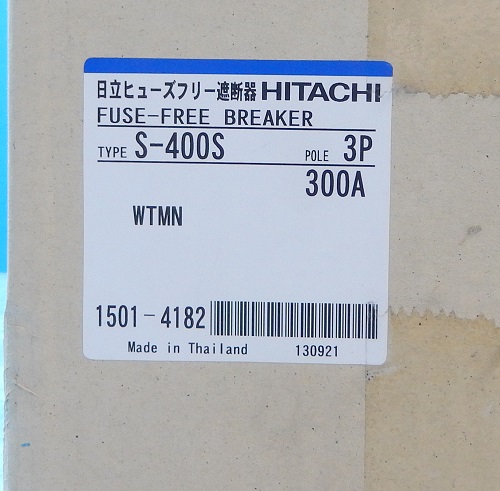 日立ヒューズフリー遮断器 HITACHI
FUSE-FREE BREAKER
TYPE S-400S POLE 3P
300A
WTMN
1501-4182
Made in Thailand 130921